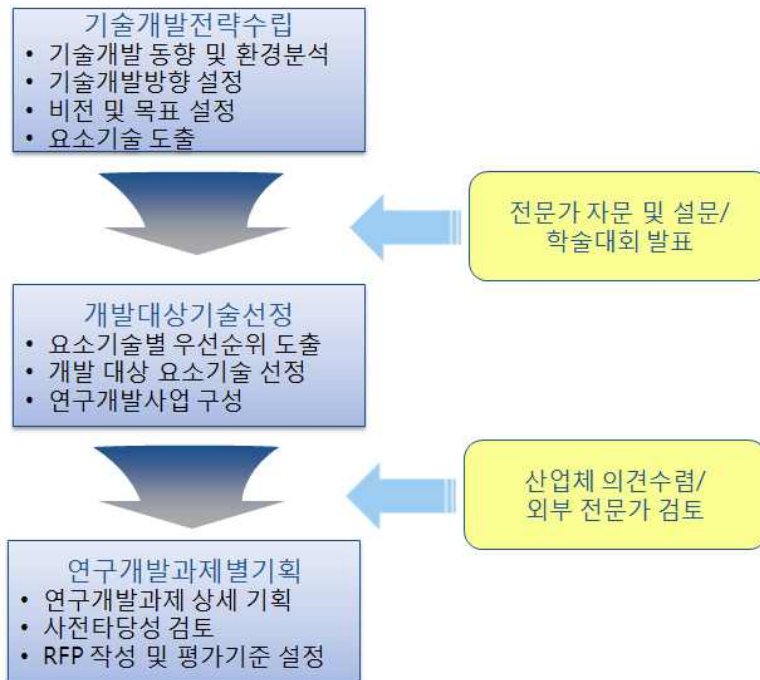 기술개발전략수립
• 기술개발 동향 및 환경분석
• 기술개발방향 설정
• 비전 및 목표 설정
• 요소기술 도출
전문가 자문 및 설문/
학술대회 발표
개발대상기술선정
• 요소기술별 우선순위 도출
• 개발 대상 요소기술 선정
• 연구개발사업 구성
산업체 의견수렴/
외부 전문가 검토
연구개발과제별기획
• 연구개발과제 상세 기획
• 사전타당성 검토
• RFP 작성 및 평가기준 설정